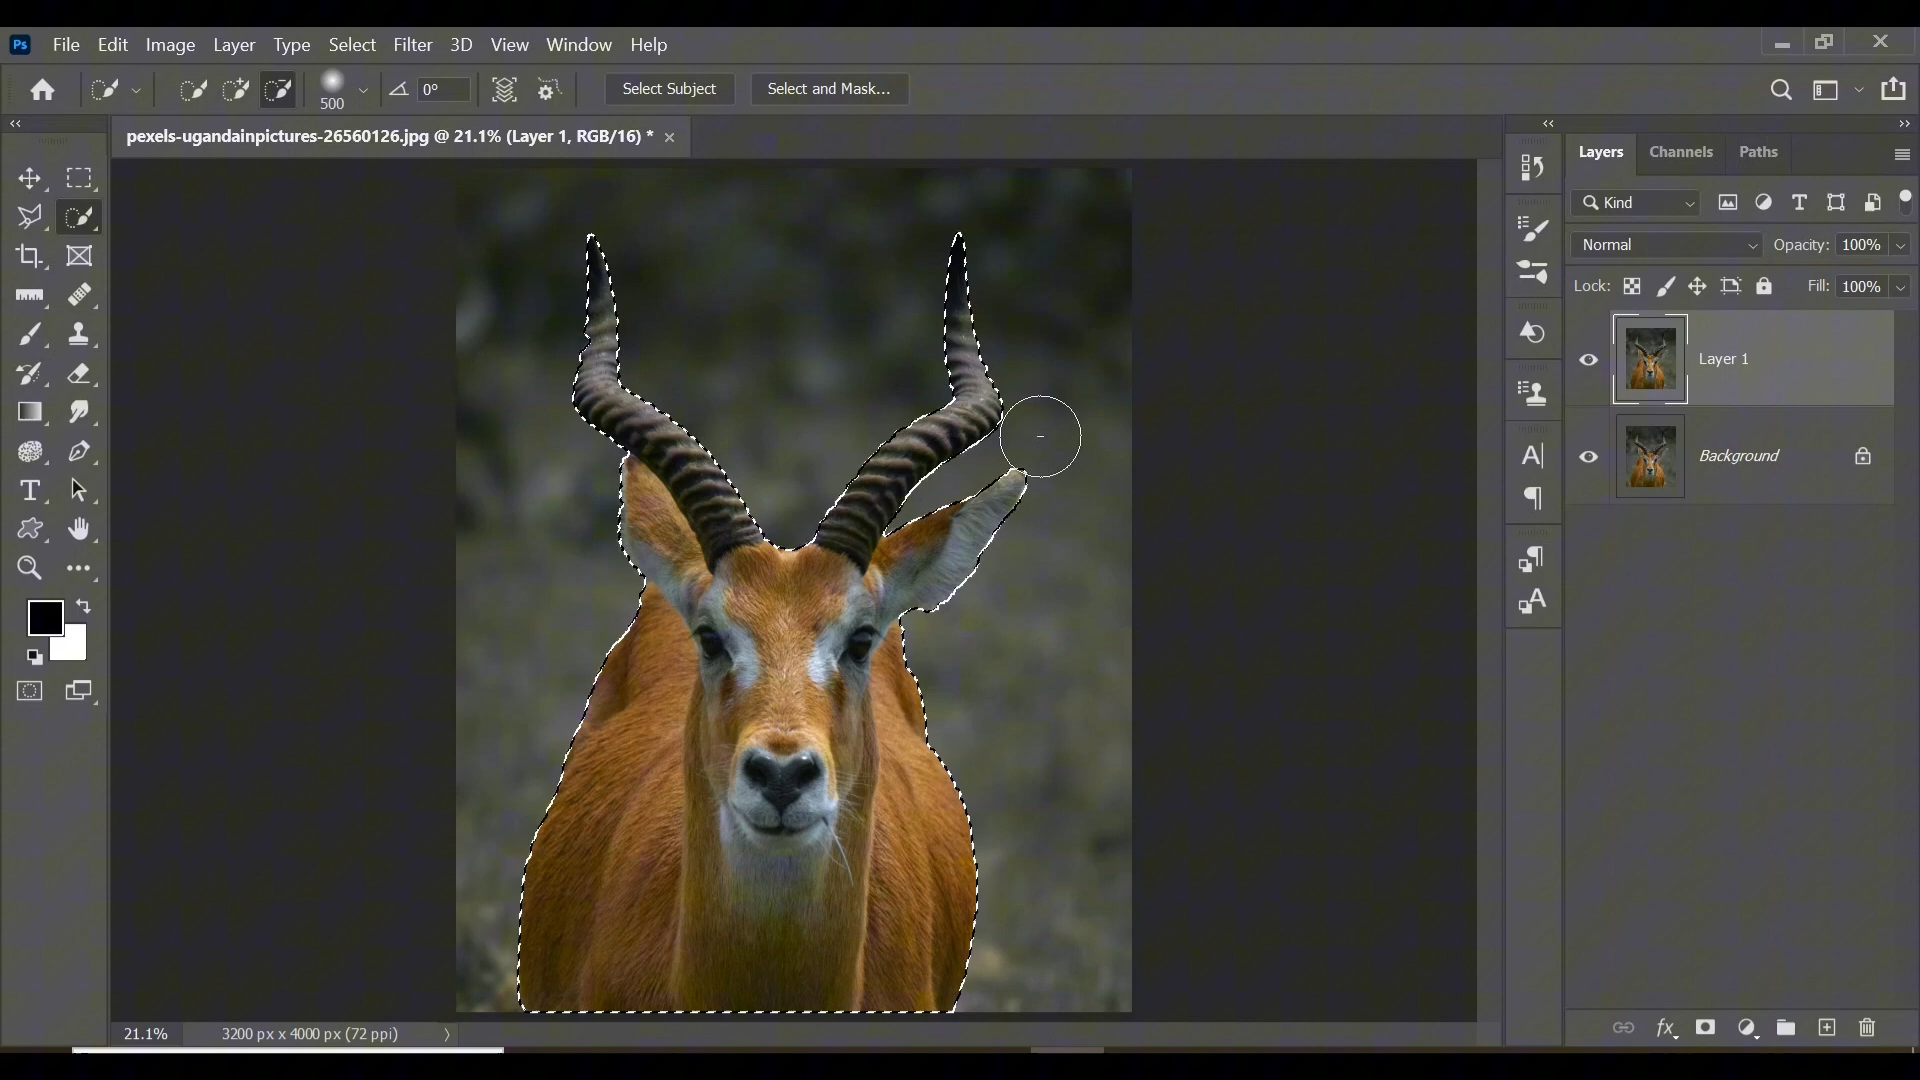 Ps File Edit Image Layer Type Select Filter 3D View Window Help
500 0° Select Subject Select and Mask...
pexels-ugandainpictures-26560126.jpg @ 21.1% (Layer 1, RGB/16) * ×
Layers Channels Paths
Kind
Normal Opacity: 100%
Lock: Fill: 100%
Layer 1
Background
21.1% 3200 px x 4000 px (72 ppi)
fx